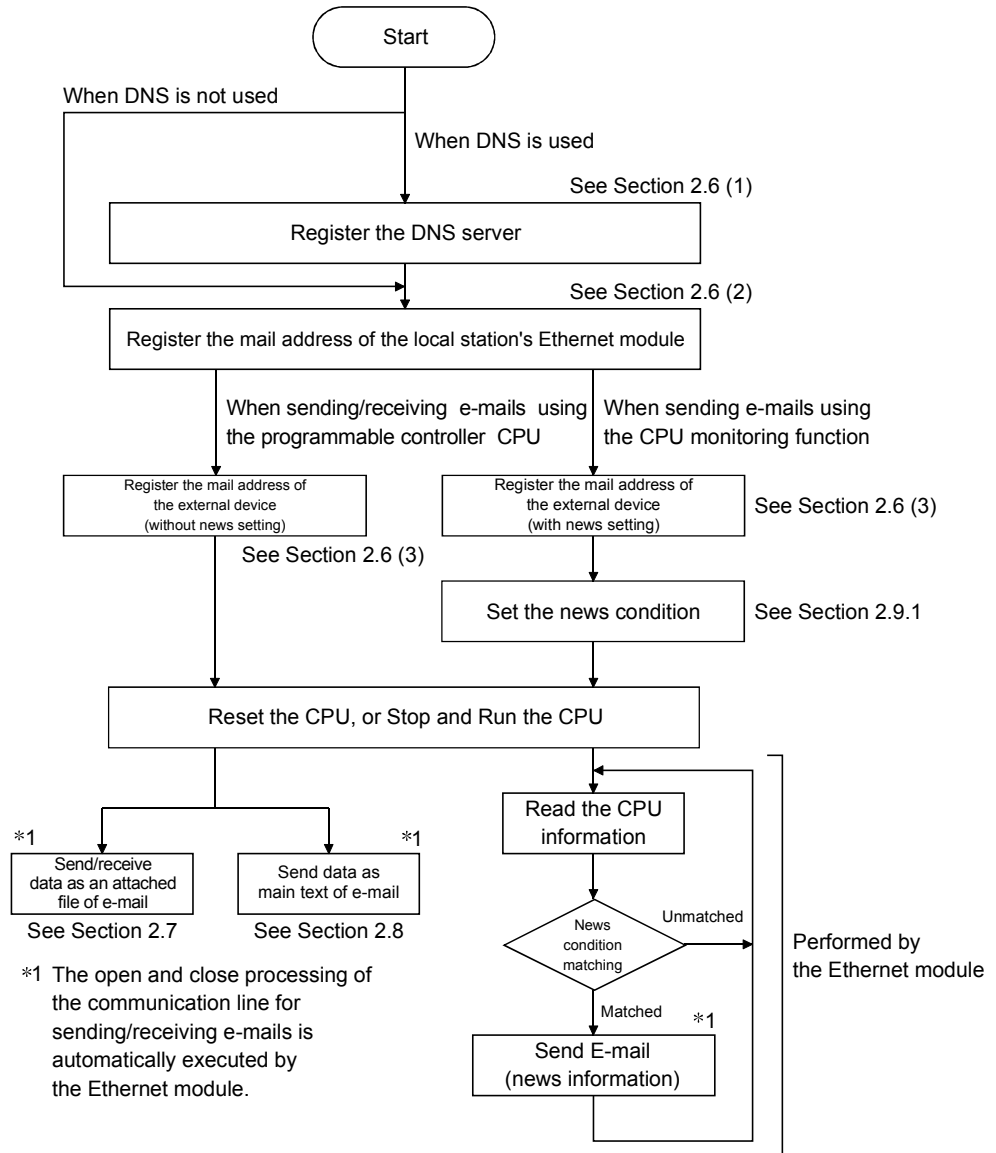 Start
When DNS is not used
When DNS is used
See Section 2.6 (1)
Register the DNS server
See Section 2.6 (2)
Register the mail address of the local station's Ethernet module
When sending/receiving e-mails using
the programmable controller CPU
When sending e-mails using
the CPU monitoring function
Register the mail address of
the external device
(without news setting)
See Section 2.6 (3)
Register the mail address of
the external device
(with news setting)
See Section 2.6 (3)
Set the news condition
See Section 2.9.1
Reset the CPU, or Stop and Run the CPU
*1
Send/receive
data as an attached
file of e-mail
See Section 2.7
*1
Send data as
main text of e-mail
See Section 2.8
*1 The open and close processing of
the communication line for
sending/receiving e-mails is
automatically executed by
the Ethernet module.
Read the CPU
information
News
condition
matching
Unmatched
Matched
*1
Send E-mail
(news information)
Performed by
the Ethernet module